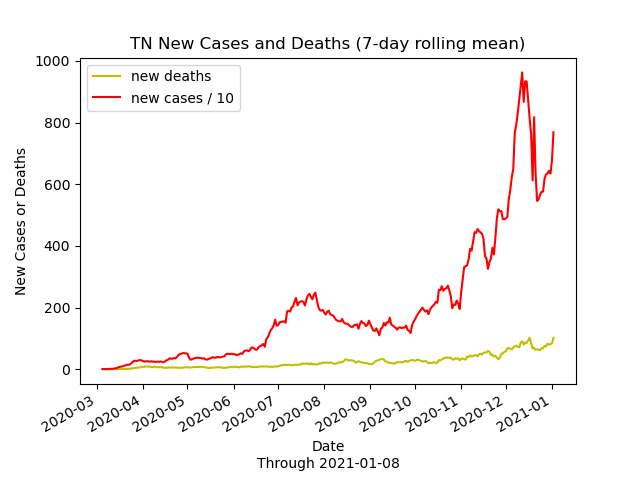 TN New Cases and Deaths (7-day rolling mean)
new deaths
new cases / 10
New Cases or Deaths
1000
800
600
400
200
0
2020-03
2020-04
2020-05
2020-06
2020-07
2020-08
2020-09
2020-10
2020-11
2020-12
2021-01
Date
Through 2021-01-08